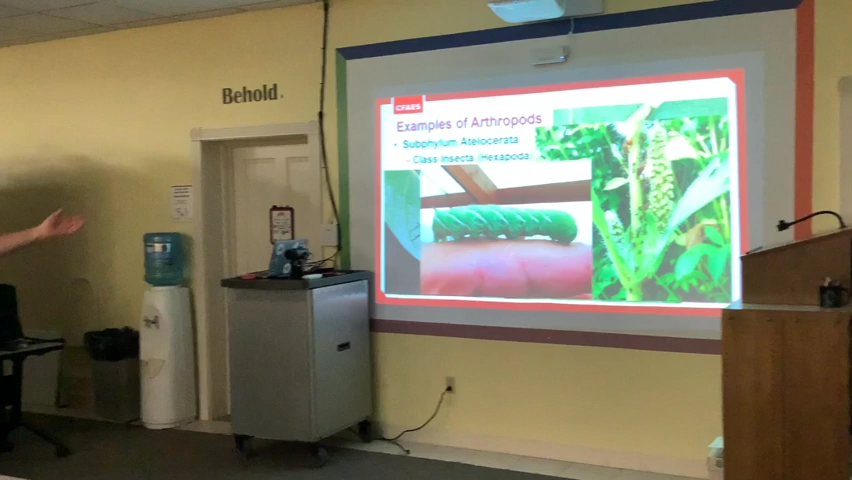 Behold.
CFAES
Examples of Arthropods
• Subphylum Atelocerata
– Class Insecta (Hexapoda)